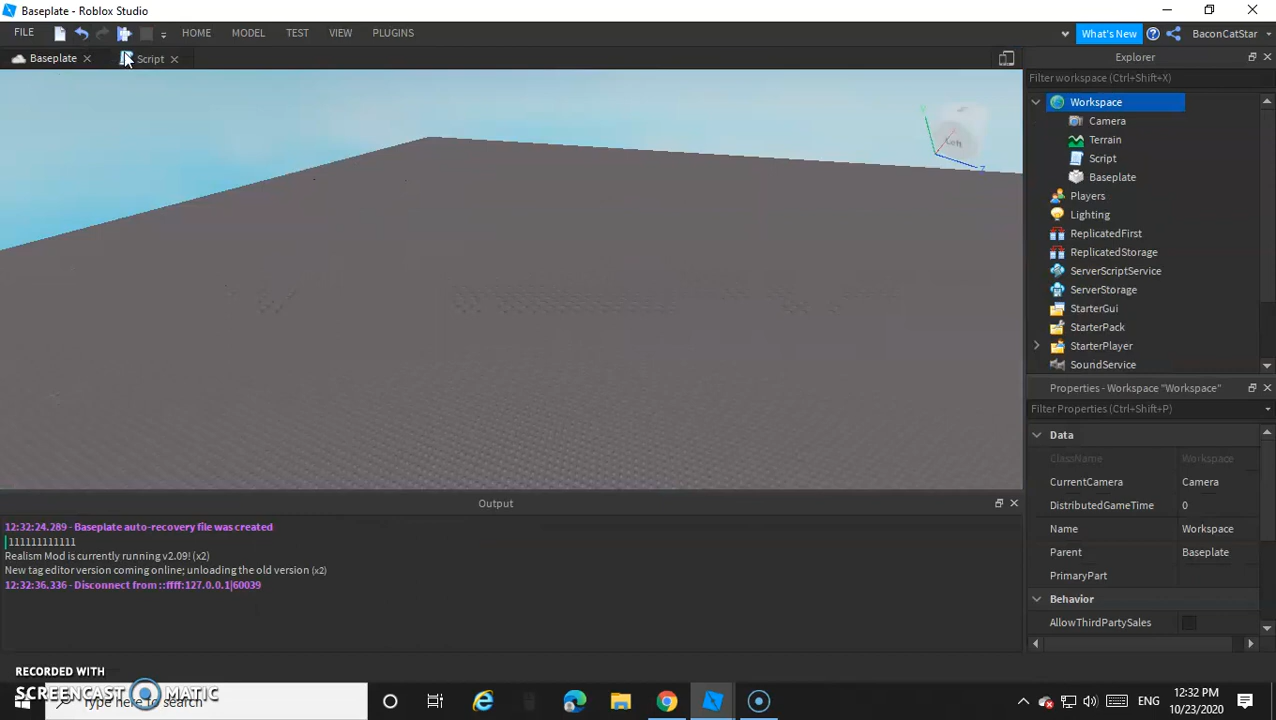 Baseplate - Roblox Studio
FILE HOME MODEL TEST VIEW PLUGINS What's New BaconCatStar
Baseplate Script
Explorer
Filter workspace (Ctrl+Shift+X)
Workspace
Camera
Terrain
Script
Baseplate
Players
Lighting
ReplicatedFirst
ReplicatedStorage
ServerScriptService
ServerStorage
StarterGui
StarterPack
StarterPlayer
SoundService
Properties - Workspace "Workspace"
Filter Properties (Ctrl+Shift+P)
Data
ClassName Workspace
CurrentCamera Camera
DistributedGameTime 0
Name Workspace
Parent Baseplate
PrimaryPart
Behavior
AllowThirdPartySales
Left
Output
12:32:24.289 - Baseplate auto-recovery file was created
111111111111
Realism Mod is currently running v2.09! (x2)
New tag editor version coming online; unloading the old version (x2)
12:32:36.336 - Disconnect from ::ffff:127.0.0.1|60039
RECORDED WITH
SCREENCAST MATIC
Type here to search
ENG
12:32 PM
10/23/2020